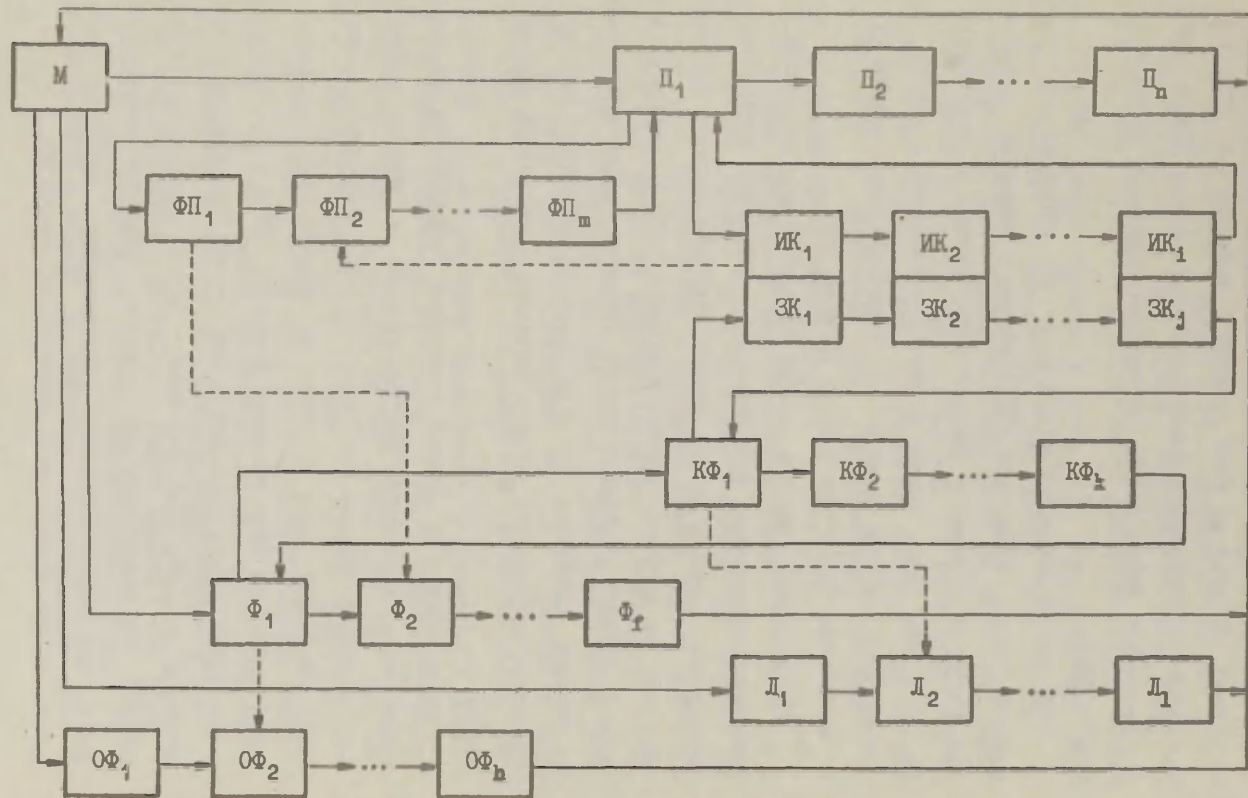 М П₁ П₂ ... Пₙ
ФП₁ ФП₂ ... ФПₘ
ИК₁ ИК₂ ... ИКᵢ
ЗК₁ ЗК₂ ... ЗКⱼ
КФ₁ КФ₂ ... КФₖ
Ф₁ Ф₂ ... Ф_f
Л₁ Л₂ ... Лₗ
ОФ₁ ОФ₂ ... ОФₕ